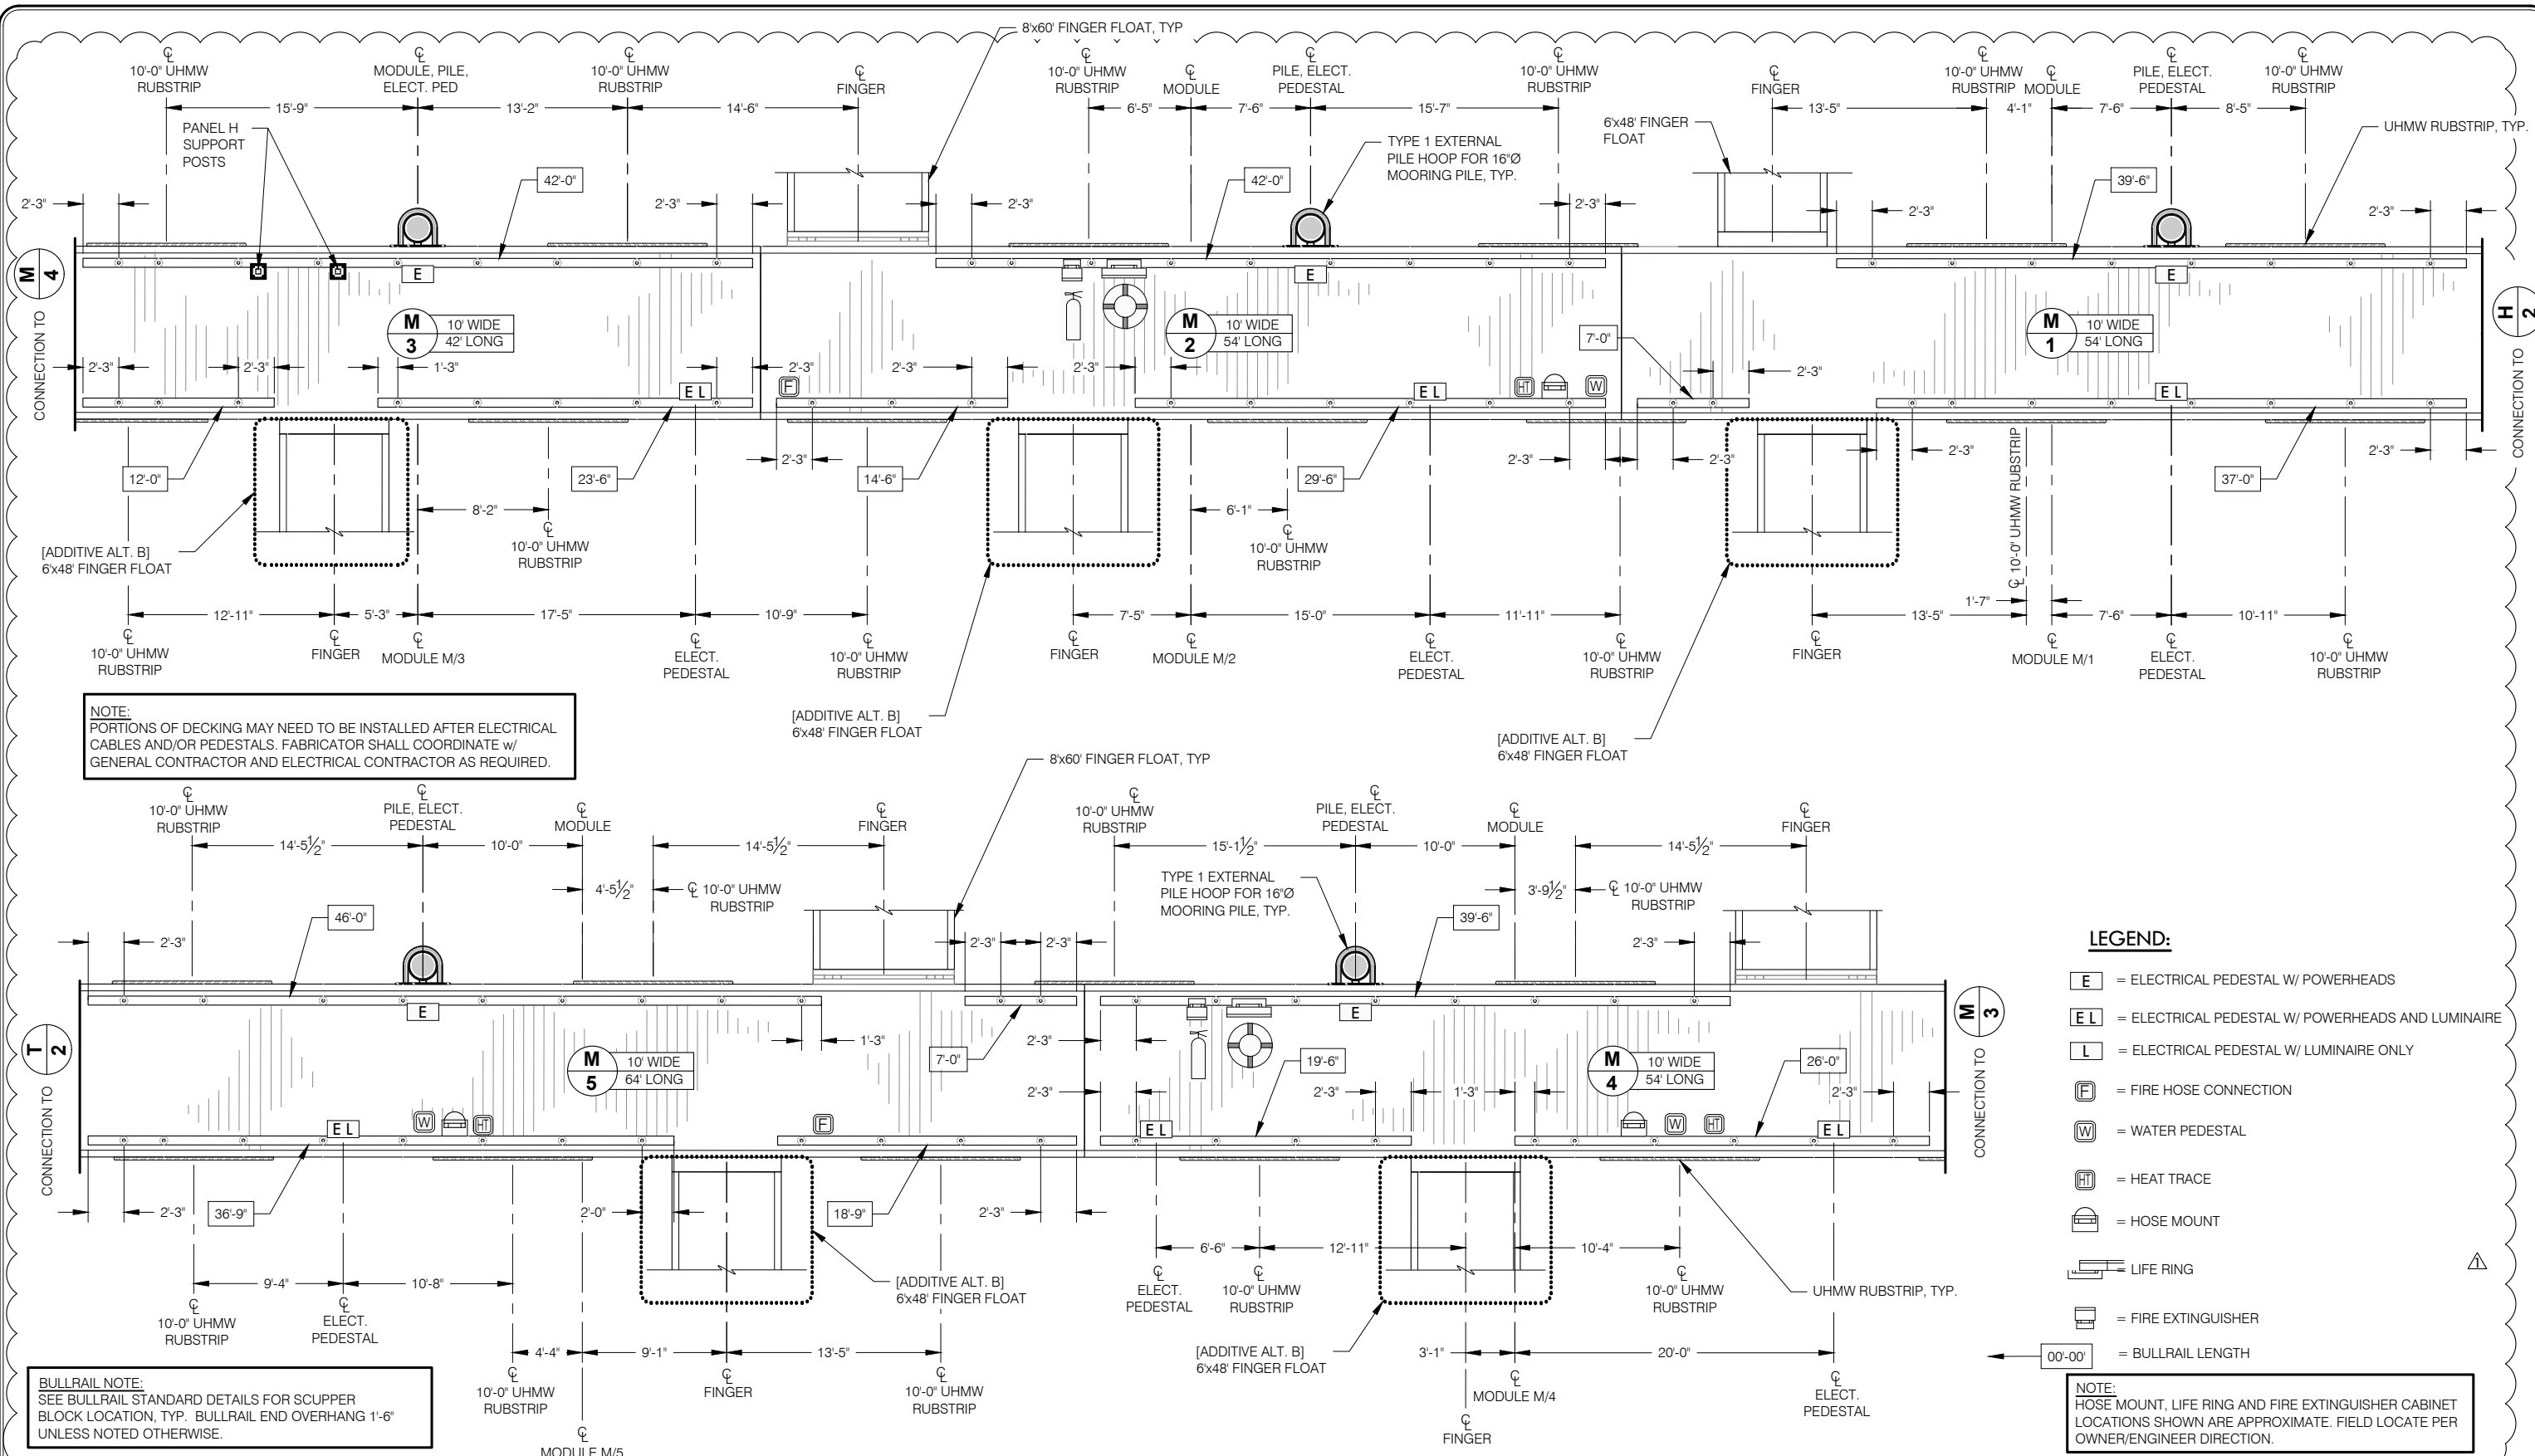 8'x60' FINGER FLOAT, TYP
℄
10'-0" UHMW
RUBSTRIP
℄
MODULE, PILE,
ELECT. PED
℄
10'-0" UHMW
RUBSTRIP
℄
FINGER
℄
10'-0" UHMW
RUBSTRIP
℄
MODULE
℄
PILE, ELECT.
PEDESTAL
℄
10'-0" UHMW
RUBSTRIP
℄
FINGER
℄
10'-0" UHMW
RUBSTRIP
℄
MODULE
℄
PILE, ELECT.
PEDESTAL
℄
10'-0" UHMW
RUBSTRIP
15'-9"
13'-2"
14'-6"
6'-5"
7'-6"
15'-7"
13'-5"
4'-1"
7'-6"
8'-5"
PANEL H
SUPPORT
POSTS
TYPE 1 EXTERNAL
PILE HOOP FOR 16"Ø
MOORING PILE, TYP.
6'x48' FINGER
FLOAT
UHMW RUBSTRIP, TYP.
42'-0"
42'-0"
39'-6"
2'-3"
2'-3"
2'-3"
2'-3"
2'-3"
2'-3"
M
4
CONNECTION TO
E
E
E
H
2
CONNECTION TO
M
3
10' WIDE
42' LONG
M
2
10' WIDE
54' LONG
7'-0"
M
1
10' WIDE
54' LONG
2'-3"
2'-3"
1'-3"
2'-3"
2'-3"
2'-3"
2'-3"
E L
F
E L
HT
W
E L
2'-3"
2'-3"
2'-3"
2'-3"
2'-3"
12'-0"
23'-6"
14'-6"
29'-6"
37'-0"
8'-2"
6'-1"
℄
10'-0" UHMW
RUBSTRIP
℄
10'-0" UHMW
RUBSTRIP
℄ 10'-0' UHMW RUBSTRIP
[ADDITIVE ALT. B]
6'x48' FINGER FLOAT
12'-11"
5'-3"
17'-5"
10'-9"
7'-5"
15'-0"
11'-11"
13'-5"
1'-7"
7'-6"
10'-11"
℄
10'-0" UHMW
RUBSTRIP
℄
FINGER
℄
MODULE M/3
℄
ELECT.
PEDESTAL
℄
10'-0" UHMW
RUBSTRIP
℄
FINGER
℄
MODULE M/2
℄
ELECT.
PEDESTAL
℄
10'-0" UHMW
RUBSTRIP
℄
FINGER
℄
MODULE M/1
℄
ELECT.
PEDESTAL
℄
10'-0" UHMW
RUBSTRIP
[ADDITIVE ALT. B]
6'x48' FINGER FLOAT
[ADDITIVE ALT. B]
6'x48' FINGER FLOAT
NOTE:
PORTIONS OF DECKING MAY NEED TO BE INSTALLED AFTER ELECTRICAL
CABLES AND/OR PEDESTALS. FABRICATOR SHALL COORDINATE w/
GENERAL CONTRACTOR AND ELECTRICAL CONTRACTOR AS REQUIRED.
8'x60' FINGER FLOAT, TYP
℄
10'-0" UHMW
RUBSTRIP
℄
PILE, ELECT.
PEDESTAL
℄
MODULE
℄
FINGER
℄
10'-0" UHMW
RUBSTRIP
℄
PILE, ELECT.
PEDESTAL
℄
MODULE
℄
FINGER
14'-5½"
10'-0"
14'-5½"
15'-1½"
10'-0"
14'-5½"
4'-5½"
℄ 10'-0" UHMW
RUBSTRIP
TYPE 1 EXTERNAL
PILE HOOP FOR 16"Ø
MOORING PILE, TYP.
3'-9½"
℄ 10'-0" UHMW
RUBSTRIP
46'-0"
39'-6"
2'-3"
2'-3"
2'-3"
2'-3"
E
E
T
2
CONNECTION TO
M
3
CONNECTION TO
1'-3"
7'-0"
2'-3"
M
5
10' WIDE
64' LONG
19'-6"
M
4
10' WIDE
54' LONG
26'-0"
2'-3"
2'-3"
1'-3"
2'-3"
E L
W
HT
F
E L
W
HT
E L
2'-3"
36'-9"
2'-0"
18'-9"
2'-3"
9'-4"
10'-8"
6'-6"
12'-11"
10'-4"
℄
10'-0" UHMW
RUBSTRIP
℄
ELECT.
PEDESTAL
[ADDITIVE ALT. B]
6'x48' FINGER FLOAT
℄
ELECT.
PEDESTAL
℄
10'-0" UHMW
RUBSTRIP
℄
10'-0" UHMW
RUBSTRIP
UHMW RUBSTRIP, TYP.
4'-4"
9'-1"
13'-5"
[ADDITIVE ALT. B]
6'x48' FINGER FLOAT
3'-1"
20'-0"
℄
10'-0" UHMW
RUBSTRIP
℄
MODULE M/5
℄
FINGER
℄
10'-0" UHMW
RUBSTRIP
℄
FINGER
℄
MODULE M/4
℄
ELECT.
PEDESTAL
BULLRAIL NOTE:
SEE BULLRAIL STANDARD DETAILS FOR SCUPPER
BLOCK LOCATION, TYP. BULLRAIL END OVERHANG 1'-6"
UNLESS NOTED OTHERWISE.
LEGEND:
E = ELECTRICAL PEDESTAL W/ POWERHEADS
E L = ELECTRICAL PEDESTAL W/ POWERHEADS AND LUMINAIRE
L = ELECTRICAL PEDESTAL W/ LUMINAIRE ONLY
F = FIRE HOSE CONNECTION
W = WATER PEDESTAL
HT = HEAT TRACE
= HOSE MOUNT
= LIFE RING
1
= FIRE EXTINGUISHER
00'-00' = BULLRAIL LENGTH
NOTE:
HOSE MOUNT, LIFE RING AND FIRE EXTINGUISHER CABINET
LOCATIONS SHOWN ARE APPROXIMATE. FIELD LOCATE PER
OWNER/ENGINEER DIRECTION.